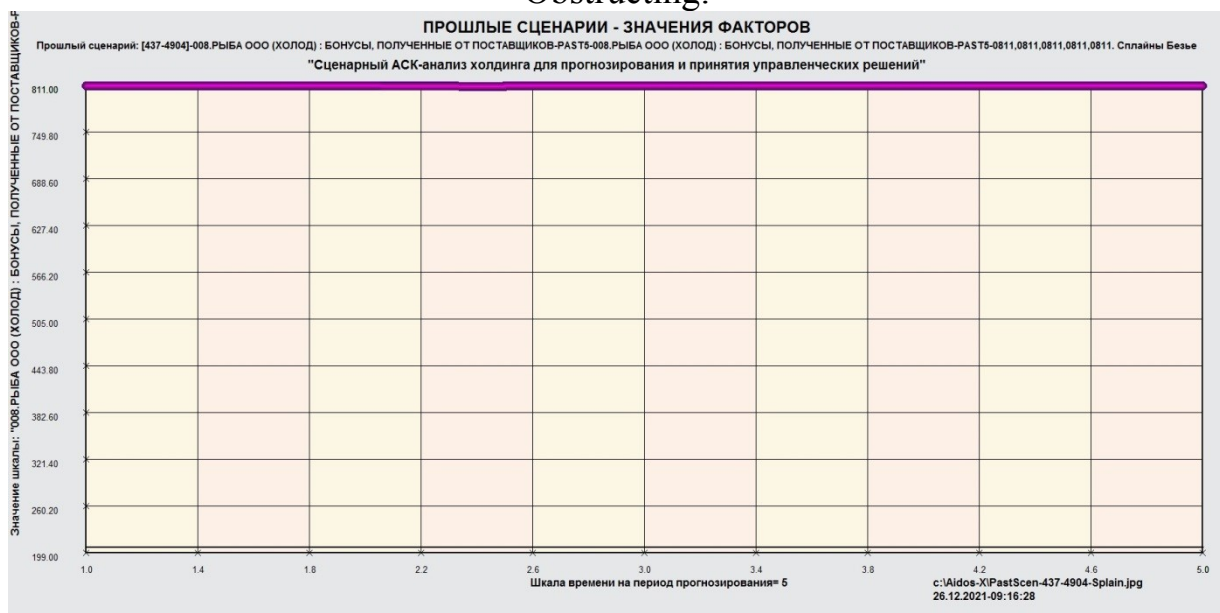 Obstructing:
ПРОШЛЫЕ СЦЕНАРИИ - ЗНАЧЕНИЯ ФАКТОРОВ
Прошлый сценарий: [437-4904]-008.РЫБА ООО (ХОЛОД) : БОНУСЫ, ПОЛУЧЕННЫЕ ОТ ПОСТАВЩИКОВ-PAST5-008.РЫБА ООО (ХОЛОД) : БОНУСЫ, ПОЛУЧЕННЫЕ ОТ ПОСТАВЩИКОВ-PAST5-0811,0811,0811,0811,0811. Сплайны Безье
"Сценарный АСК-анализ холдинга для прогнозирования и принятия управленческих решений"
Значение шкалы: "008.РЫБА ООО (ХОЛОД) : БОНУСЫ, ПОЛУЧЕННЫЕ ОТ ПОСТАВЩИКОВ-P
811.00
749.80
688.60
627.40
566.20
505.00
443.80
382.60
321.40
260.20
199.00
1.0 1.4 1.8 2.2 2.6 3.0 3.4 3.8 4.2 4.6 5.0
Шкала времени на период прогнозирования= 5
c:\Aidos-X\PastScen-437-4904-Splain.jpg
26.12.2021-09:16:28